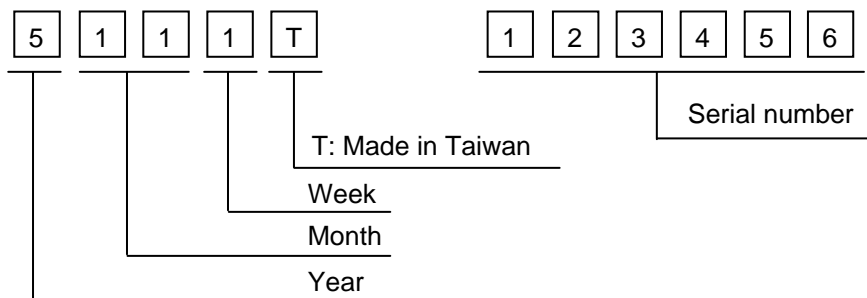 5 1 1 1 T 1 2 3 4 5 6
Serial number
T: Made in Taiwan
Week
Month
Year